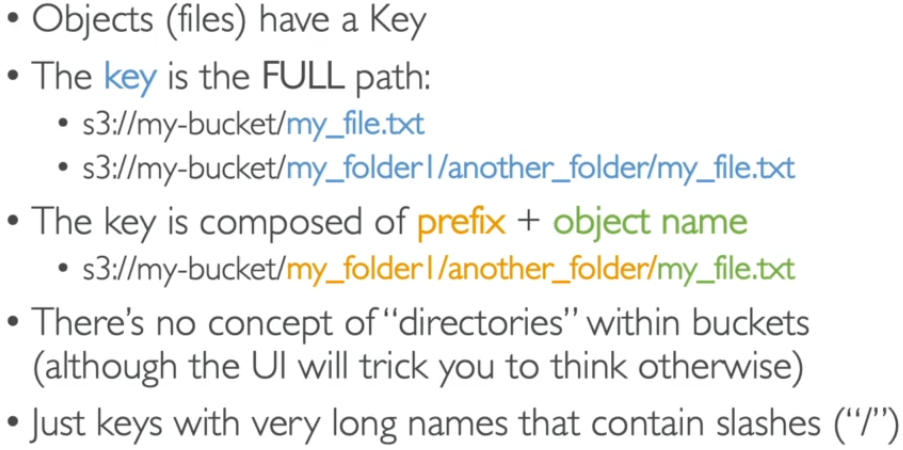 • Objects (files) have a Key
• The key is the FULL path:
• s3://my-bucket/my_file.txt
• s3://my-bucket/my_folder1/another_folder/my_file.txt
• The key is composed of prefix + object name
• s3://my-bucket/my_folder1/another_folder/my_file.txt
• There's no concept of “directories” within buckets
(although the UI will trick you to think otherwise)
• Just keys with very long names that contain slashes (“/”)